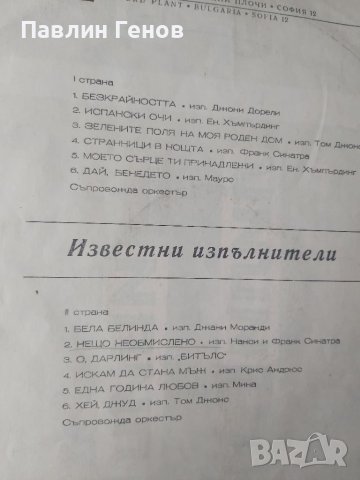 Павлин Генов
ПЛОЧИ • СОФИЯ 12
PLANT • BULGARIA • SOFIA 12
I страна
1. БЕЗКРАЙНОСТТА • изп. Джони Дорели
2. ИСПАНСКИ ОЧИ • изп. Ен. Хъмпърдинг
3. ЗЕЛЕНИТЕ ПОЛЯ НА МОЯ РОДЕН ДОМ • изп. Том Джонс
4. СТРАННИЦИ В НОЩТА • изп. Франк Синатра
5. МОЕТО СЪРЦЕ ТИ ПРИНАДЛЕЧИ • изп. Ен. Хъмпърдинг
6. ДАЙ, БЕНЕДЕТО • изп. Маурс
Съпровожда оркестър
Известни изпълнители
II страна
1. БЕЛА БЕЛИНДА • изп. Джани Моранди
2. НЕЩО НЕОБМИСЛЕНО • изп. Нанси и Франк Синатра
3. О, ДАРЛИНГ • изп. „БИТЪЛС"
4. ИСКАМ ДА СТАНА МЪЖ • изп. Крис Андрюс
5. ЕДНА ГОДИНА ЛЮБОВ • изп. Мина
6. ХЕЙ, ДЖУД • изп. Том Джонс
Съпровожда оркестър
BAZAR